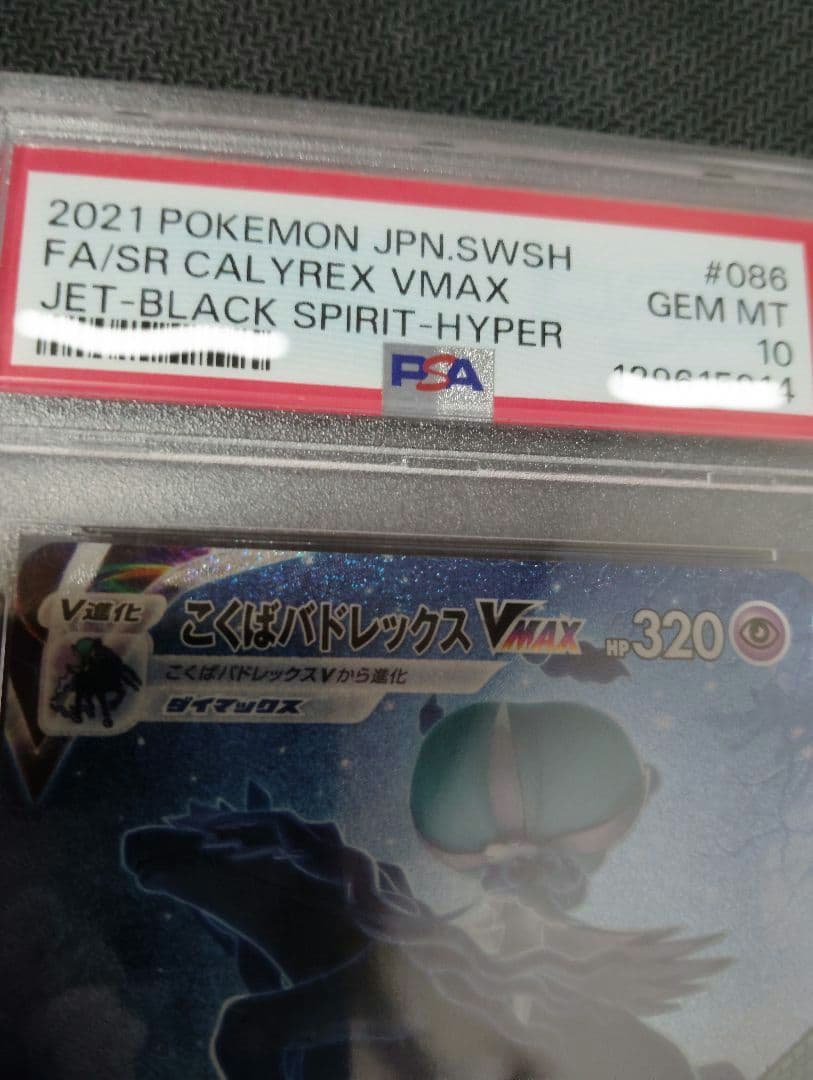 2021 POKEMON JPN.SWSH
FA/SR CALYREX VMAX
JET-BLACK SPIRIT-HYPER
#086
GEM MT
10
PSA
V進化
こくばバドレックス VMAX
HP 320
こくばバドレックスVから進化
ダイマックス